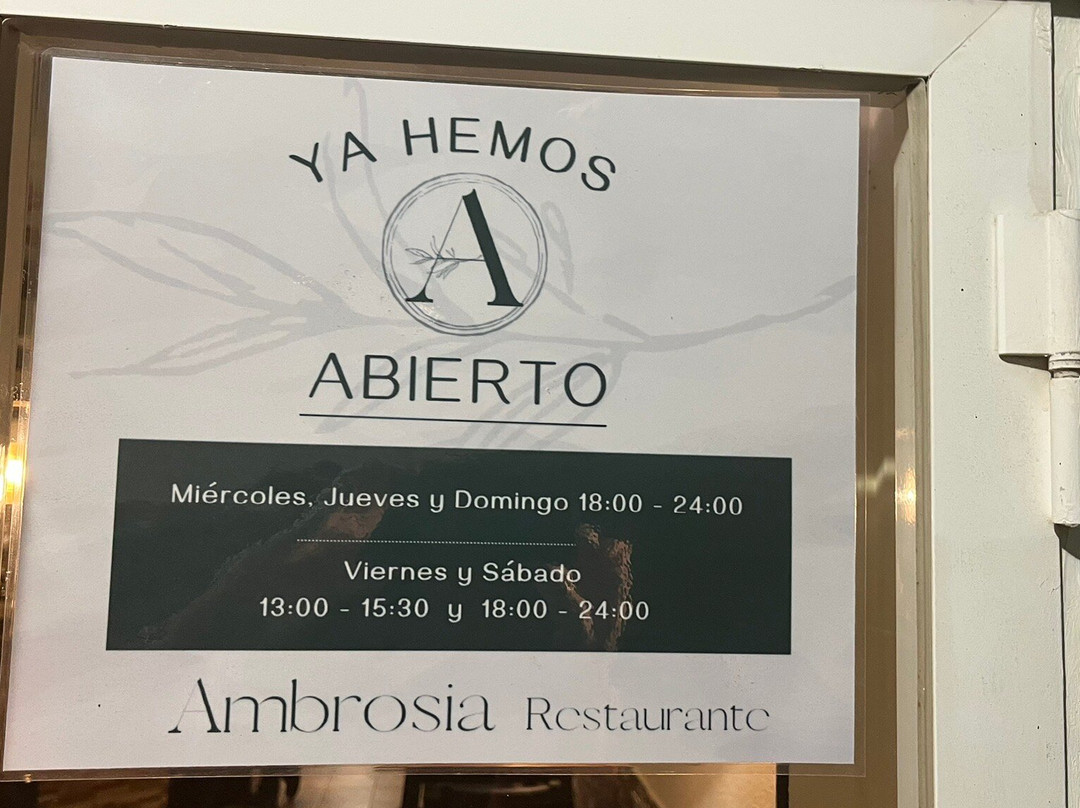 YA HEMOS
A
ABIERTO
Miércoles, Jueves y Domingo 18:00 - 24:00
Viernes y Sábado
13:00 - 15:30 y 18:00 - 24:00
Ambrosia Restaurante